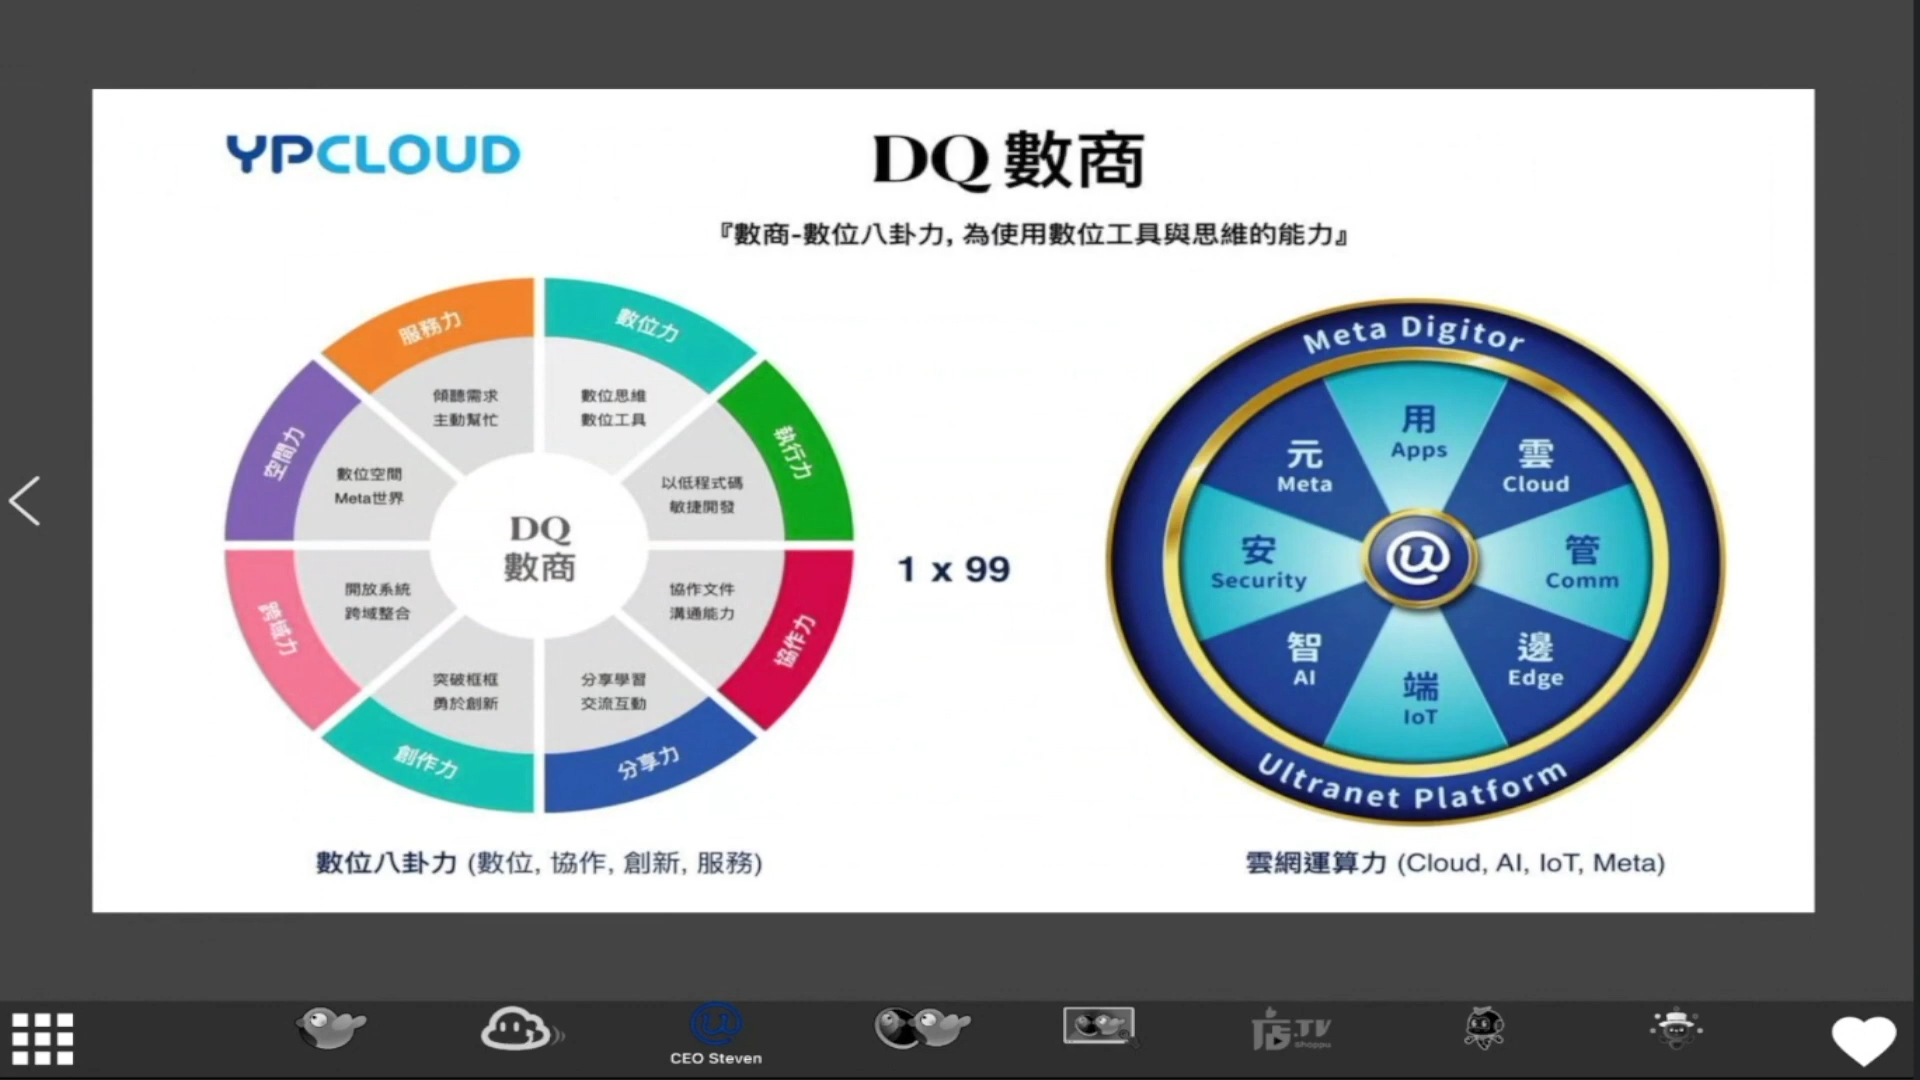 YPCLOUD
DQ 數商
『數商-數位八卦力, 為使用數位工具與思維的能力』
服務力
數位力
傾聽需求
主動幫忙
數位思維
數位工具
空間力
執行力
數位空間
Meta世界
以低程式碼
敏捷開發
DQ
數商
開放系統
跨域整合
協作文件
溝通能力
跨域力
協作力
突破框框
勇於創新
分享學習
交流互動
創作力
分享力
1 x 99
Meta Digitor
用
Apps
元
Meta
雲
Cloud
安
Security
管
Comm
智
AI
邊
Edge
端
IoT
Ultranet Platform
數位八卦力 (數位, 協作, 創新, 服務)
雲網運算力 (Cloud, AI, IoT, Meta)
店.TV
shoppu
CEO Steven